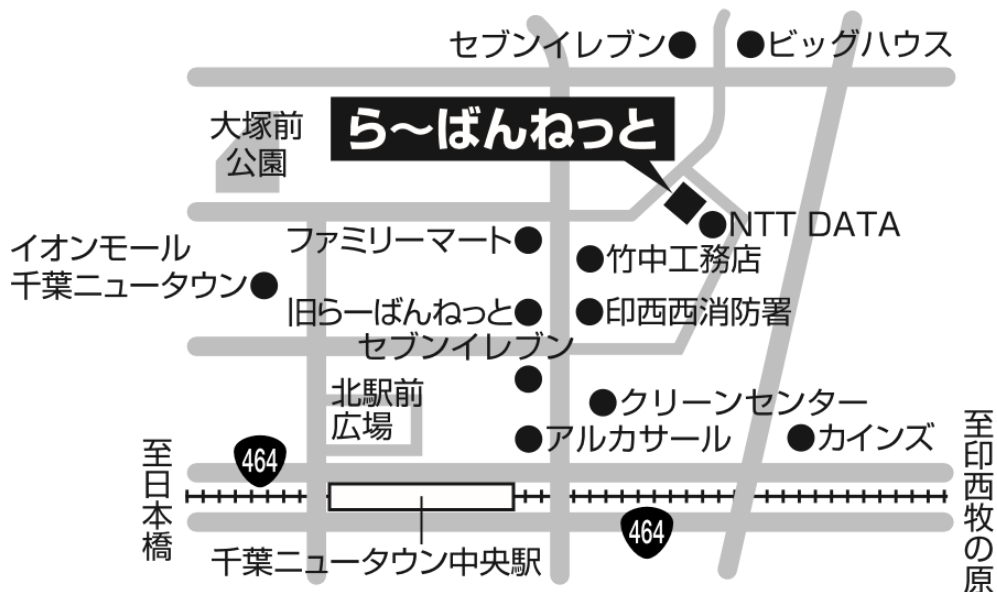 セブンイレブン
ビッグハウス
大塚前
公園
ら～ばんねっと
NTT DATA
ファミリーマート
竹中工務店
イオンモール
千葉ニュータウン
旧らーばんねっと
印西西消防署
セブンイレブン
北駅前
広場
クリーンセンター
アルカサール
カインズ
至日本橋
464
至印西牧の原
464
千葉ニュータウン中央駅